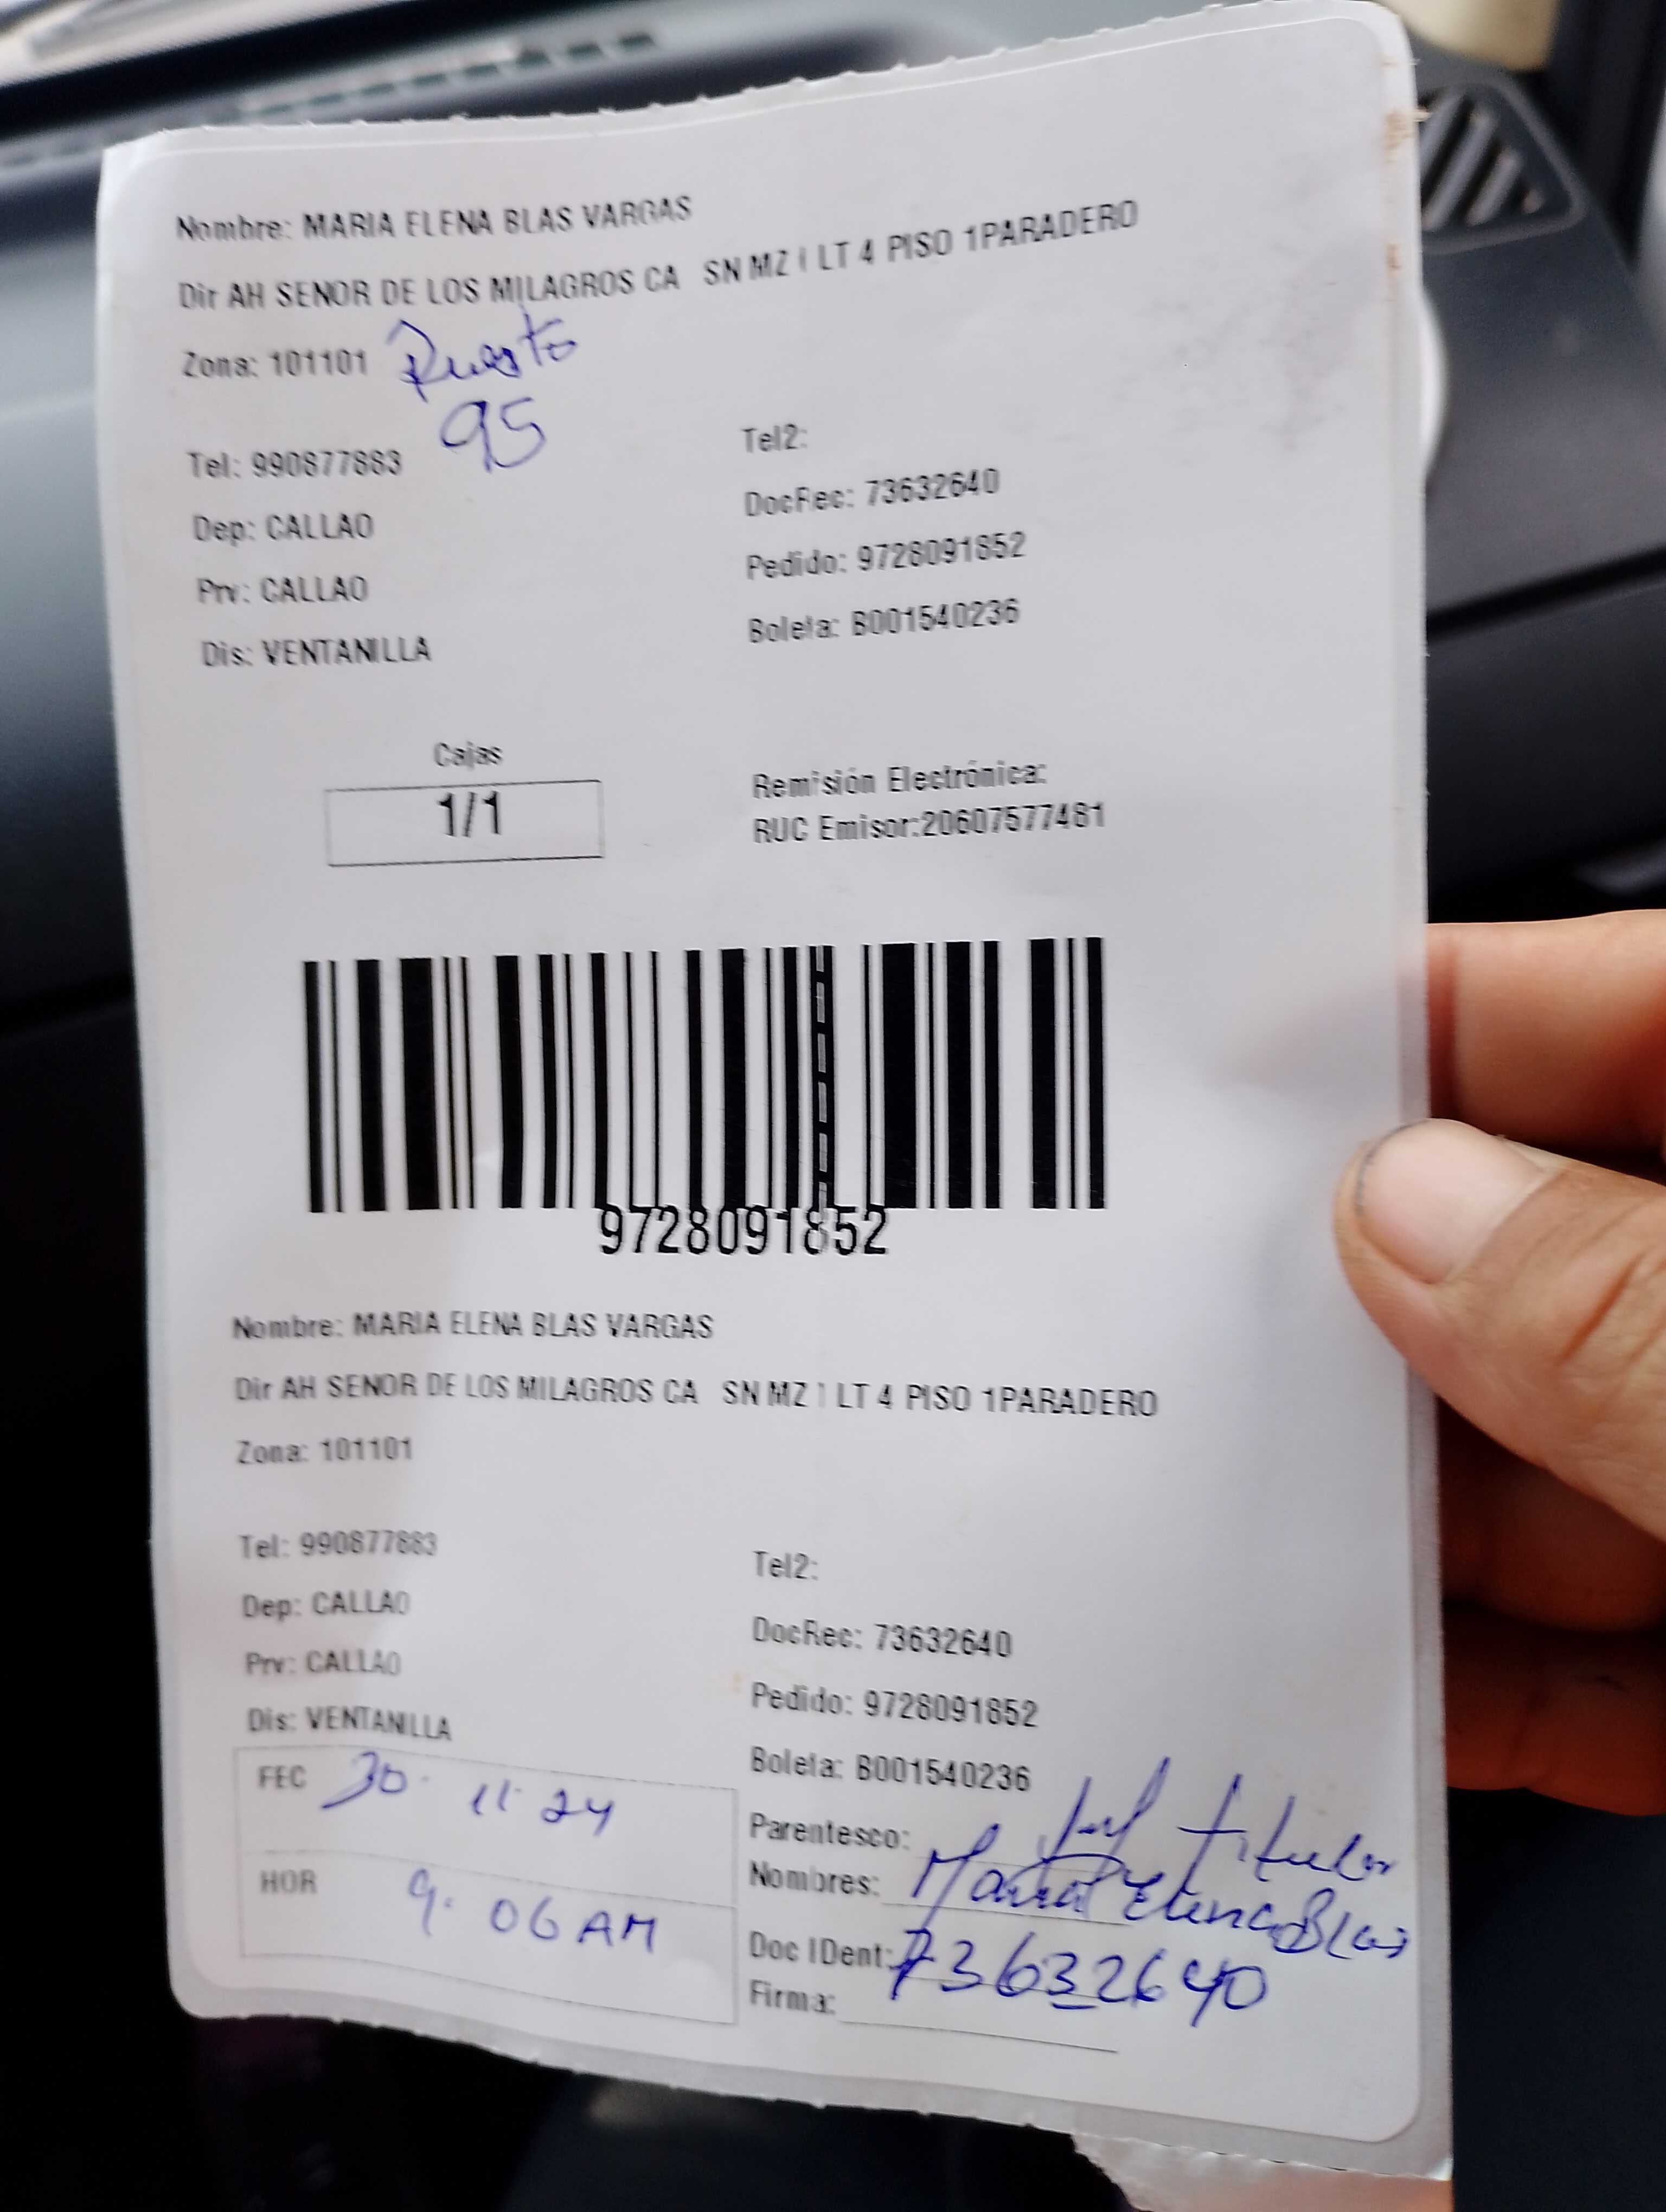 Nombre: MARIA ELENA BLAS VARGAS
Dir AH SENOR DE LOS MILAGROS CA SN MZ I LT 4 PISO 1PARADERO
Zona: 101101 Puesto
95
Tel: 990877883
Dep: CALLAO
Prv: CALLAO
Dis: VENTANILLA
Tel2:
DocRec: 73632640
Pedido: 9728091852
Boleta: B001540236
Cajas
1/1
Remisión Electrónica:
RUC Emisor:20607577481
9728091852
Nombre: MARIA ELENA BLAS VARGAS
Dir AH SENOR DE LOS MILAGROS CA SN MZ I LT 4 PISO 1PARADERO
Zona: 101101
Tel: 990877883
Dep: CALLAO
Prv: CALLAO
Dis: VENTANILLA
Tel2:
DocRec: 73632640
Pedido: 9728091852
Boleta: B001540236
FEC 30 11 24
HOR 9. 06 AM
Parentesco: titular
Nombres: Maria Elena Blas
Doc IDent: 73632640
Firma: